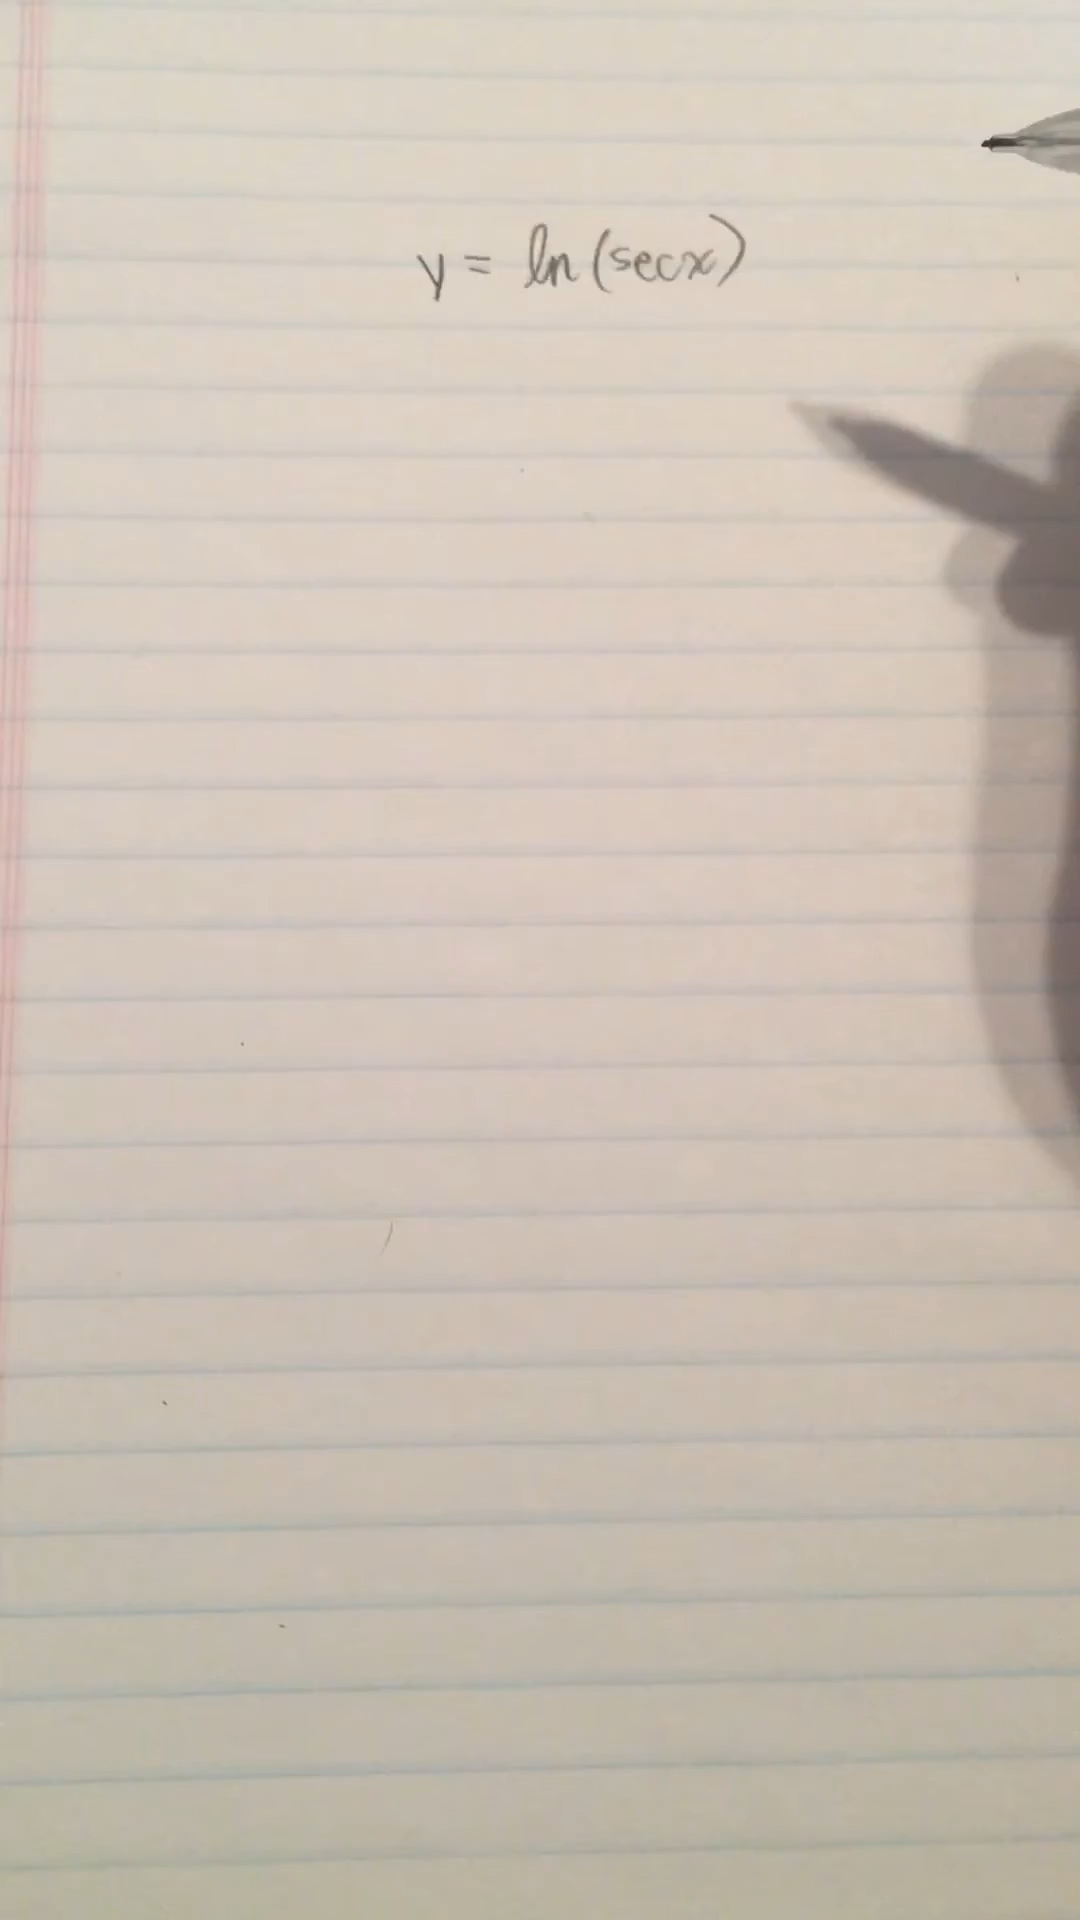 y = ln (secx)